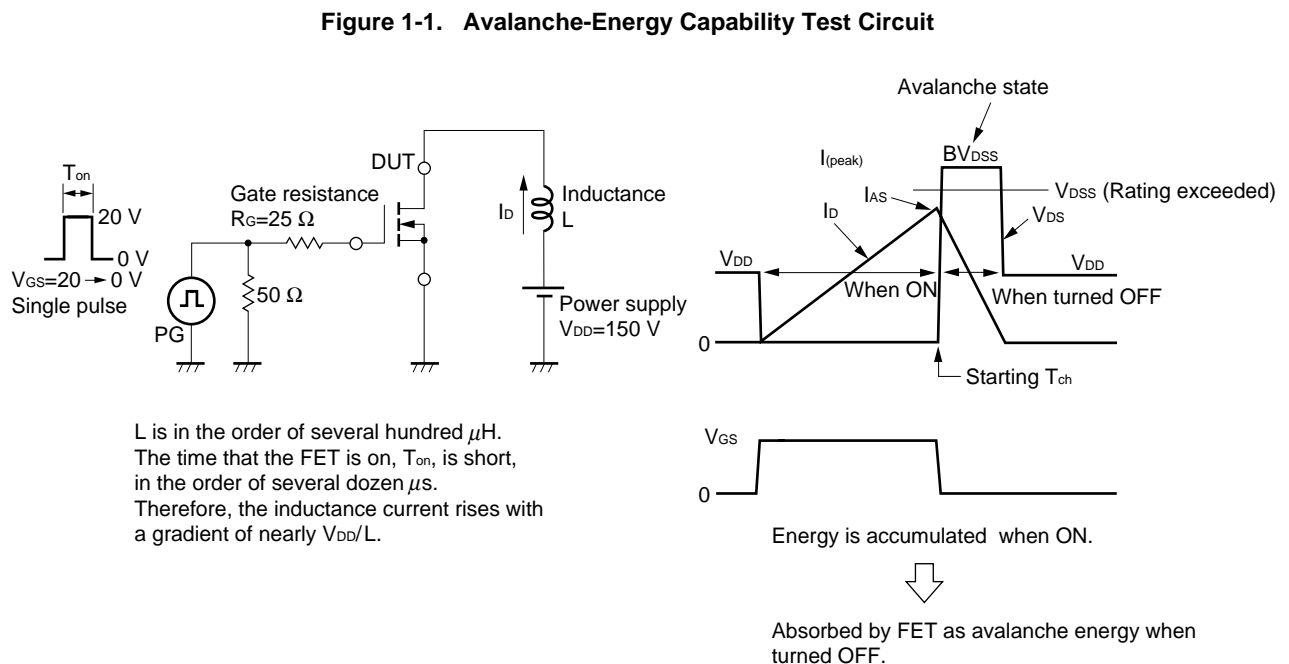 Figure 1-1. Avalanche-Energy Capability Test Circuit
Ton
20 V
0 V
VGS=20 → 0 V
Single pulse
PG
Gate resistance
RG=25 Ω
50 Ω
DUT
ID
Inductance
L
Power supply
VDD=150 V
L is in the order of several hundred μH.
The time that the FET is on, Ton, is short,
in the order of several dozen μs.
Therefore, the inductance current rises with
a gradient of nearly VDD/L.
Avalanche state
I(peak)
BVDSS
IAS
VDSS (Rating exceeded)
ID
VDS
VDD
VDD
When ON
When turned OFF
0
Starting Tch
VGS
0
Energy is accumulated when ON.
Absorbed by FET as avalanche energy when
turned OFF.